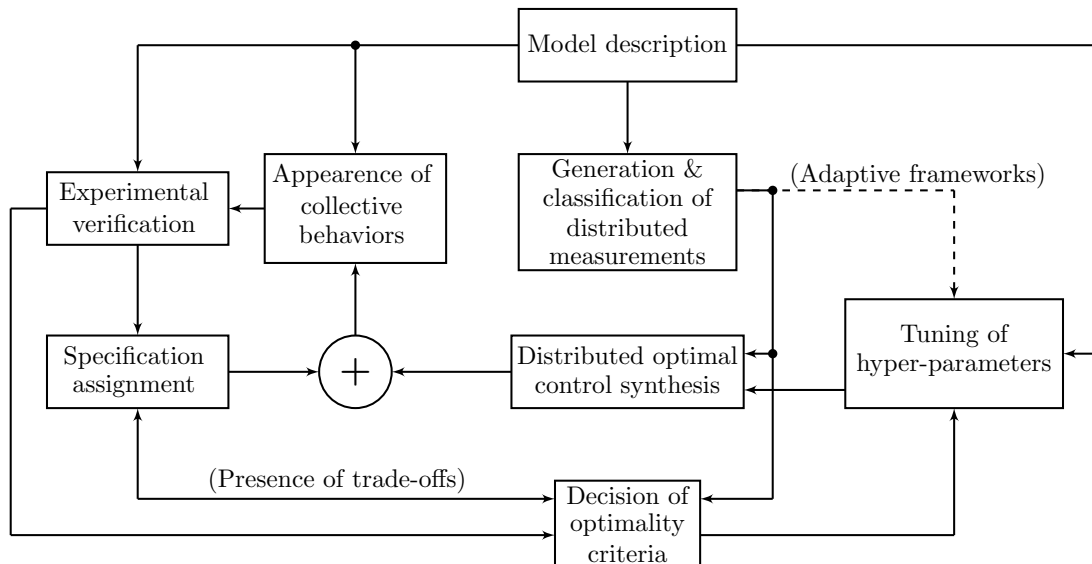 Model description
Experimental
verification
Appearence of
collective
behaviors
Generation &
classification of
distributed
measurements
(Adaptive frameworks)
Specification
assignment
+
Distributed optimal
control synthesis
Tuning of
hyper-parameters
(Presence of trade-offs)
Decision of
optimality
criteria